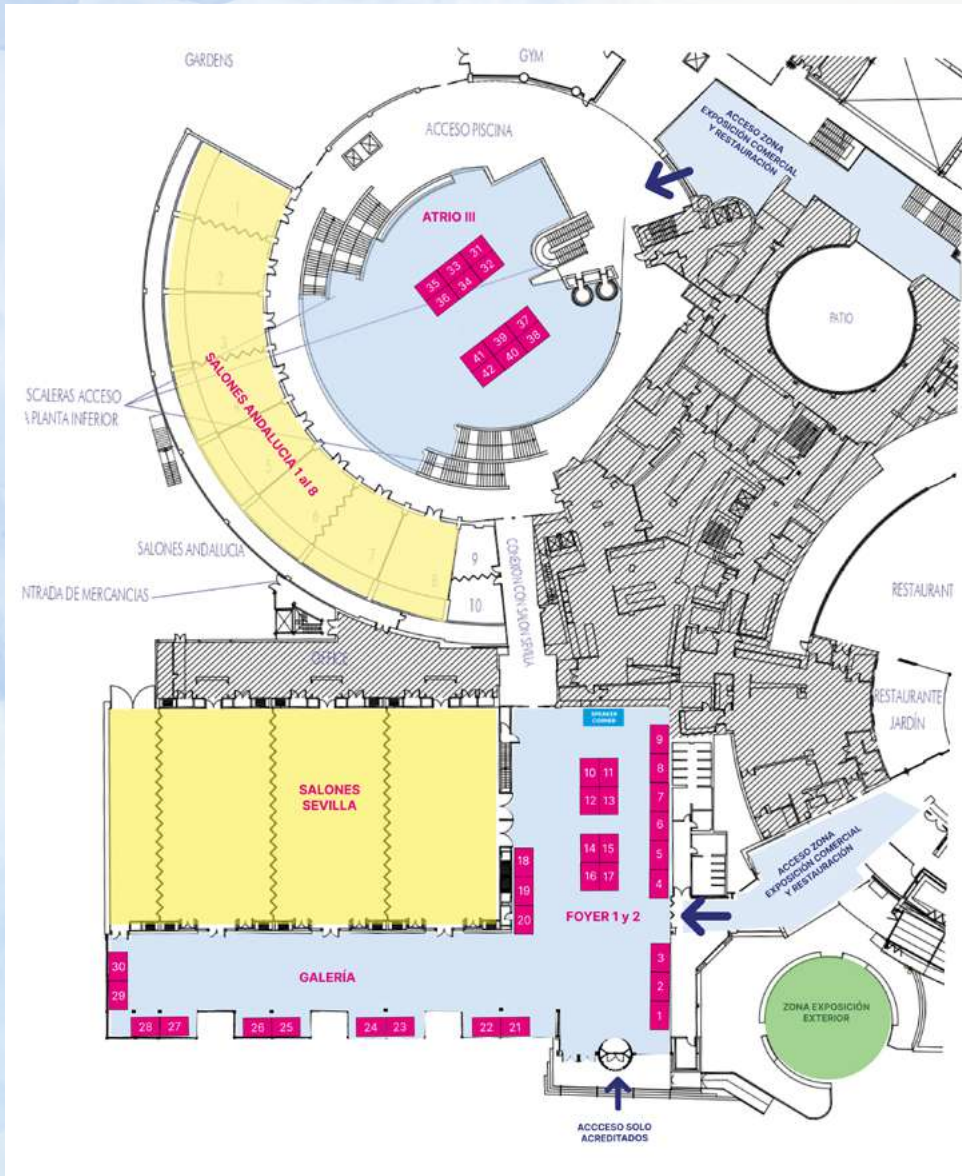 GARDENS
GYM
ACCESO PISCINA
ACCESO ZONA
EXPOSICIÓN COMERCIAL
Y RESTAURACIÓN
ATRIO III
31
33
32
35
34
36
37
39
38
41
40
42
PATIO
1
2
3
SALONES ANDALUCIA 1 al 8
5
6
7
8
SCALERAS ACCESO
A PLANTA INFERIOR
SALONES ANDALUCIA
NTRADA DE MERCANCIAS
9
10
CONEXION CON SALON SEVILLA
RESTAURANT
OFFICE
RESTAURANTE
JARDÍN
SPEAKER
CORNER
SALONES
SEVILLA
9
8
7
6
5
4
10 11
12 13
14 15
16 17
18
19
20
FOYER 1 y 2
ACCESO ZONA
EXPOSICIÓN COMERCIAL
Y RESTAURACIÓN
3
2
1
30
29
GALERÍA
28 27
26 25
24 23
22 21
ZONA EXPOSICIÓN
EXTERIOR
ACCCESO SOLO
ACREDITADOS